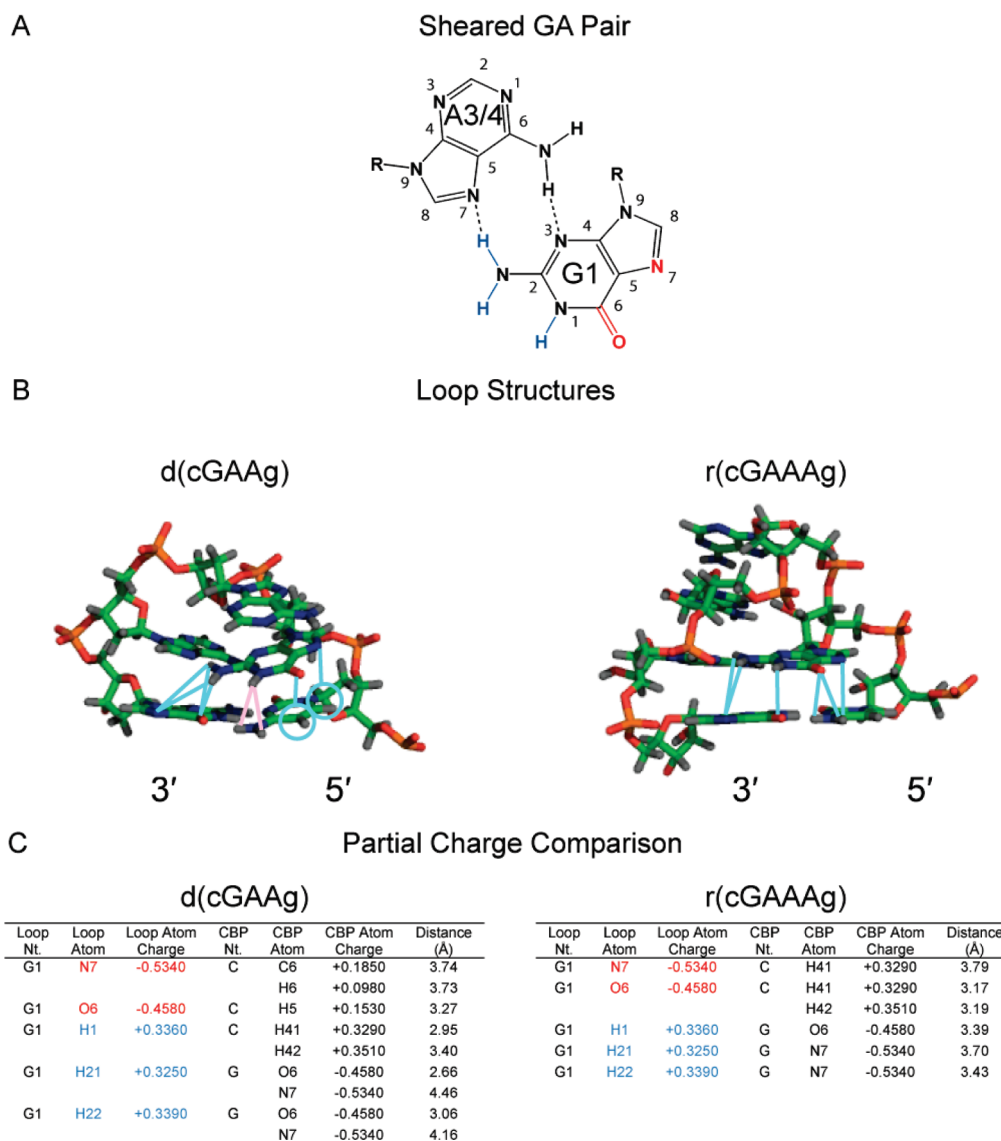 A Sheared GA Pair
2
3 N N 1
A3/4
4 6 H
R N 5 N
9 N H R
8 7 N 9 8
H 3 N 4
N G1 N 7
2 5
H N 6
1
H O
B Loop Structures
d(cGAAg) r(cGAAAg)
3′ 5′ 3′ 5′
C Partial Charge Comparison
d(cGAAg) r(cGAAAg)
Loop Loop Loop Atom CBP CBP CBP Atom Distance Loop Loop Loop Atom CBP CBP CBP Atom Distance
Nt. Atom Charge Nt. Atom Charge (Å) Nt. Atom Charge Nt. Atom Charge (Å)
G1 N7 -0.5340 C C6 +0.1850 3.74 G1 N7 -0.5340 C H41 +0.3290 3.79
H6 +0.0980 3.73 G1 O6 -0.4580 C H41 +0.3290 3.17
G1 O6 -0.4580 C H5 +0.1530 3.27 H42 +0.3510 3.19
G1 H1 +0.3360 C H41 +0.3290 2.95 G1 H1 +0.3360 G O6 -0.4580 3.39
H42 +0.3510 3.40 G1 H21 +0.3250 G N7 -0.5340 3.70
G1 H21 +0.3250 G O6 -0.4580 2.66 G1 H22 +0.3390 G N7 -0.5340 3.43
N7 -0.5340 4.46
G1 H22 +0.3390 G O6 -0.4580 3.06
N7 -0.5340 4.16